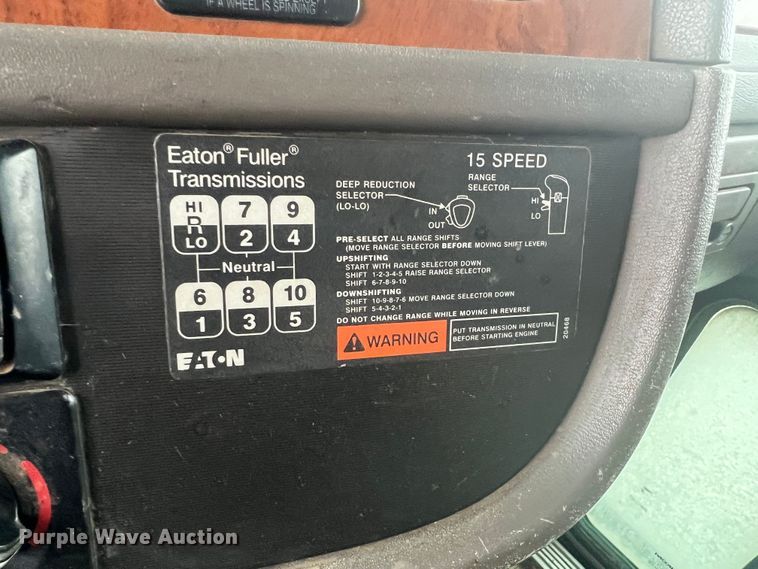 IF A WHEEL IS SPINNING
Eaton® Fuller®
Transmissions
15 SPEED
HI
R
LO
7
2
9
4
Neutral
6
1
8
3
10
5
EATON
DEEP REDUCTION
SELECTOR
(LO-LO)
IN
OUT
RANGE
SELECTOR
HI
LO
PRE-SELECT ALL RANGE SHIFTS
(MOVE RANGE SELECTOR BEFORE MOVING SHIFT LEVER)
UPSHIFTING
START WITH RANGE SELECTOR DOWN
SHIFT 1-2-3-4-5 RAISE RANGE SELECTOR
SHIFT 6-7-8-9-10
DOWNSHIFTING
SHIFT 10-9-8-7-6 MOVE RANGE SELECTOR DOWN
SHIFT 5-4-3-2-1
DO NOT CHANGE RANGE WHILE MOVING IN REVERSE
WARNING
PUT TRANSMISSION IN NEUTRAL
BEFORE STARTING ENGINE
20468
Purple Wave Auction